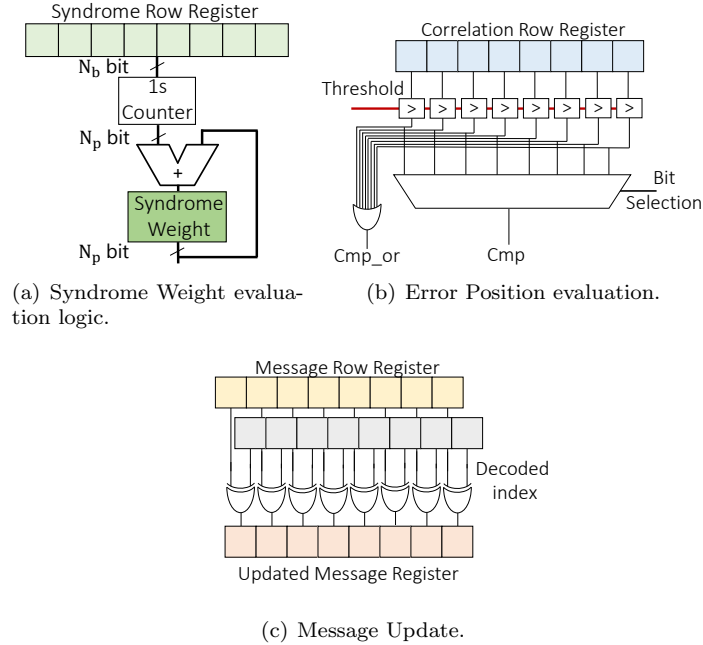 Syndrome Row Register
N_b bit
1s
Counter
N_p bit
+
Syndrome
Weight
N_p bit
(a) Syndrome Weight evalua-
tion logic.
Correlation Row Register
Threshold
> > > > > > > >
Bit
Selection
Cmp_or
Cmp
(b) Error Position evaluation.
Message Row Register
Decoded
index
Updated Message Register
(c) Message Update.